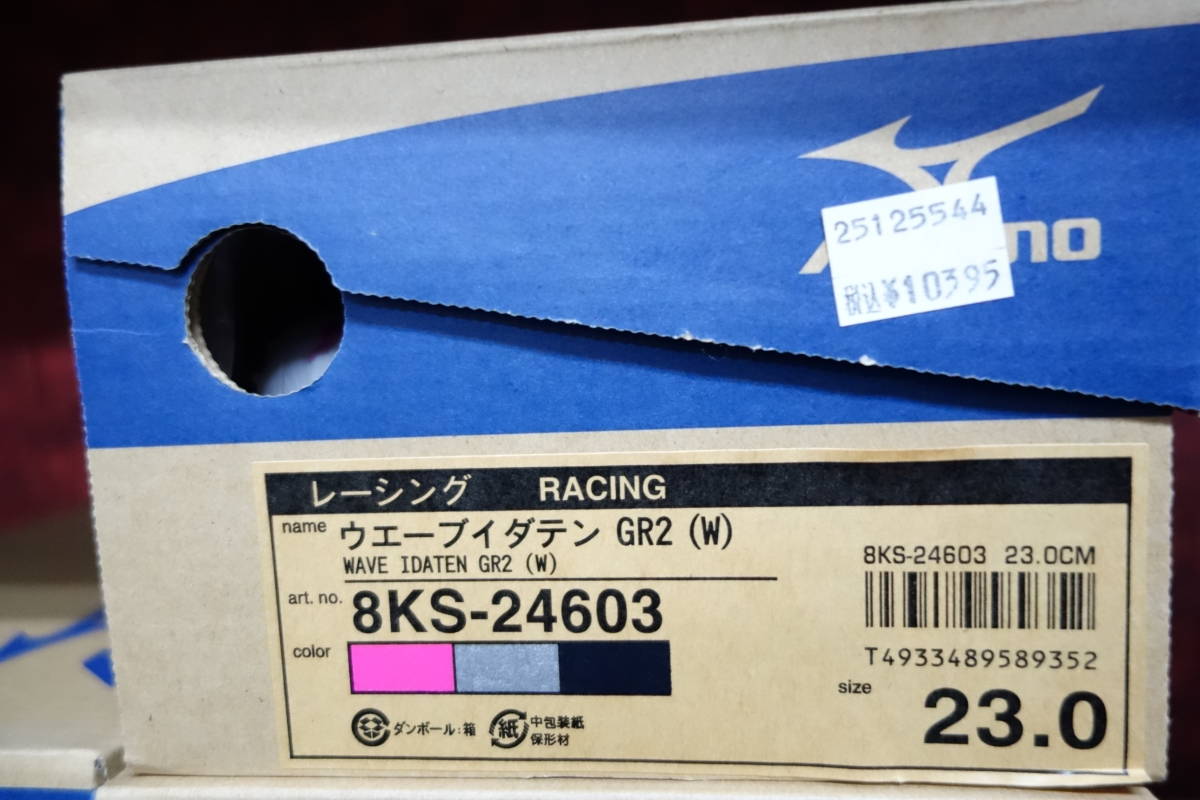 25125544
税込¥10395
no
レーシング RACING
name ウエーブイダテン GR2 (W)
WAVE IDATEN GR2 (W)
art. no. 8KS-24603
color
ダンボール:箱
紙 中包装紙
保形材
8KS-24603 23.0CM
T4933489589352
size 23.0